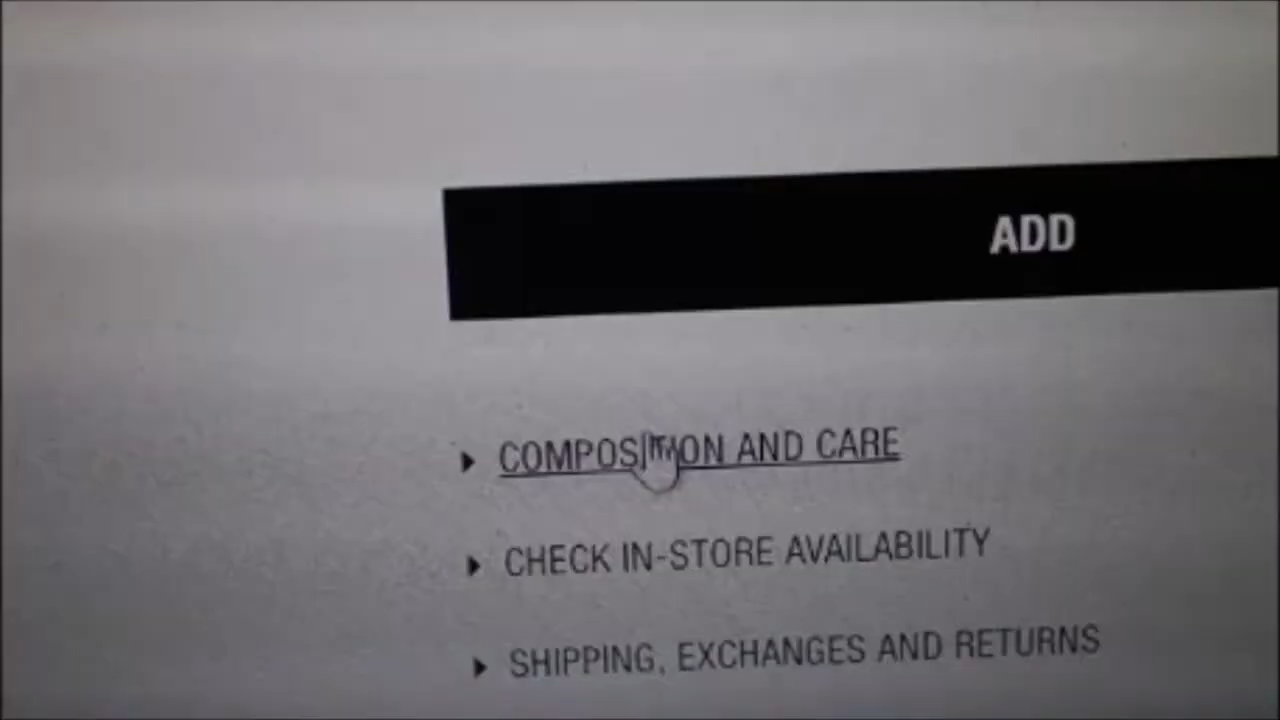 ADD
COMPOSITION AND CARE
CHECK IN-STORE AVAILABILITY
SHIPPING, EXCHANGES AND RETURNS